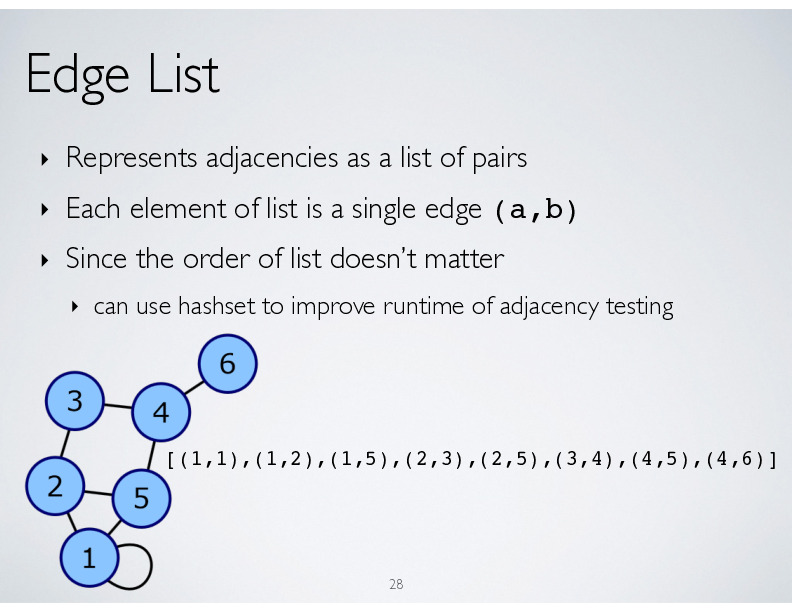 Edge List
‣ Represents adjacencies as a list of pairs
‣ Each element of list is a single edge (a,b)
‣ Since the order of list doesn’t matter
‣ can use hashset to improve runtime of adjacency testing
6
3
4
[(1,1),(1,2),(1,5),(2,3),(2,5),(3,4),(4,5),(4,6)]
2
5
1
28